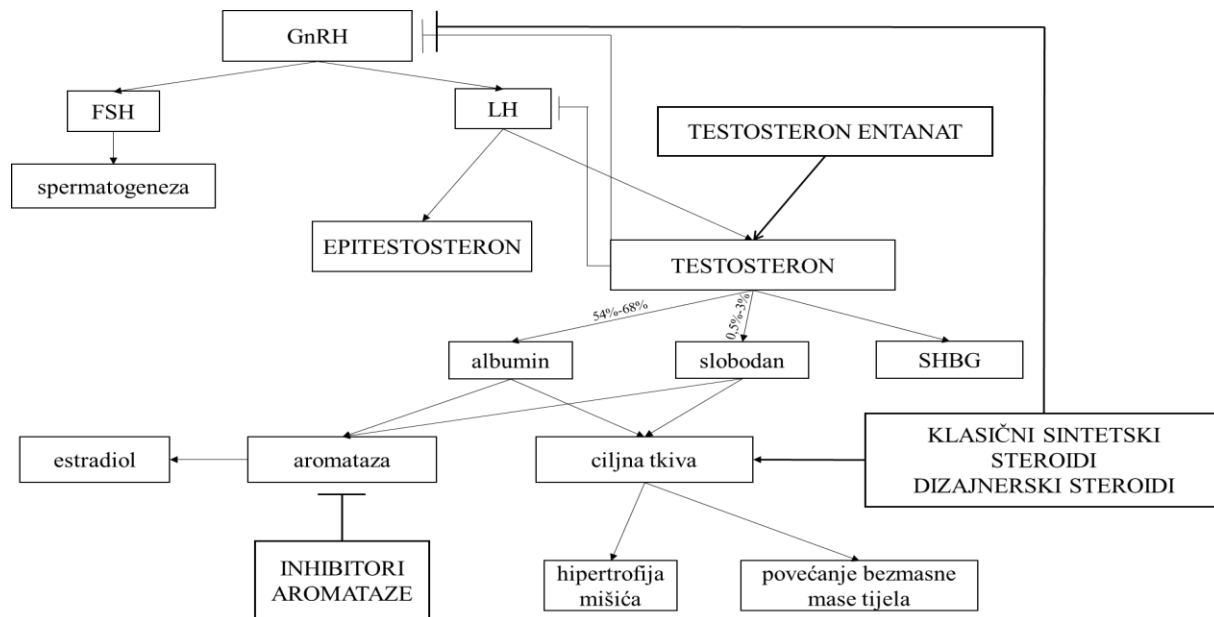 GnRH
FSH
LH
TESTOSTERON ENTANAT
spermatogeneza
EPITESTOSTERON
TESTOSTERON
54%-68%
0,5%-3%
albumin
slobodan
SHBG
estradiol
aromataza
ciljna tkiva
KLASIČNI SINTETSKI
STEROIDI
DIZAJNERSKI STEROIDI
INHIBITORI
AROMATAZE
hipertrofija
mišića
povećanje bezmasne
mase tijela